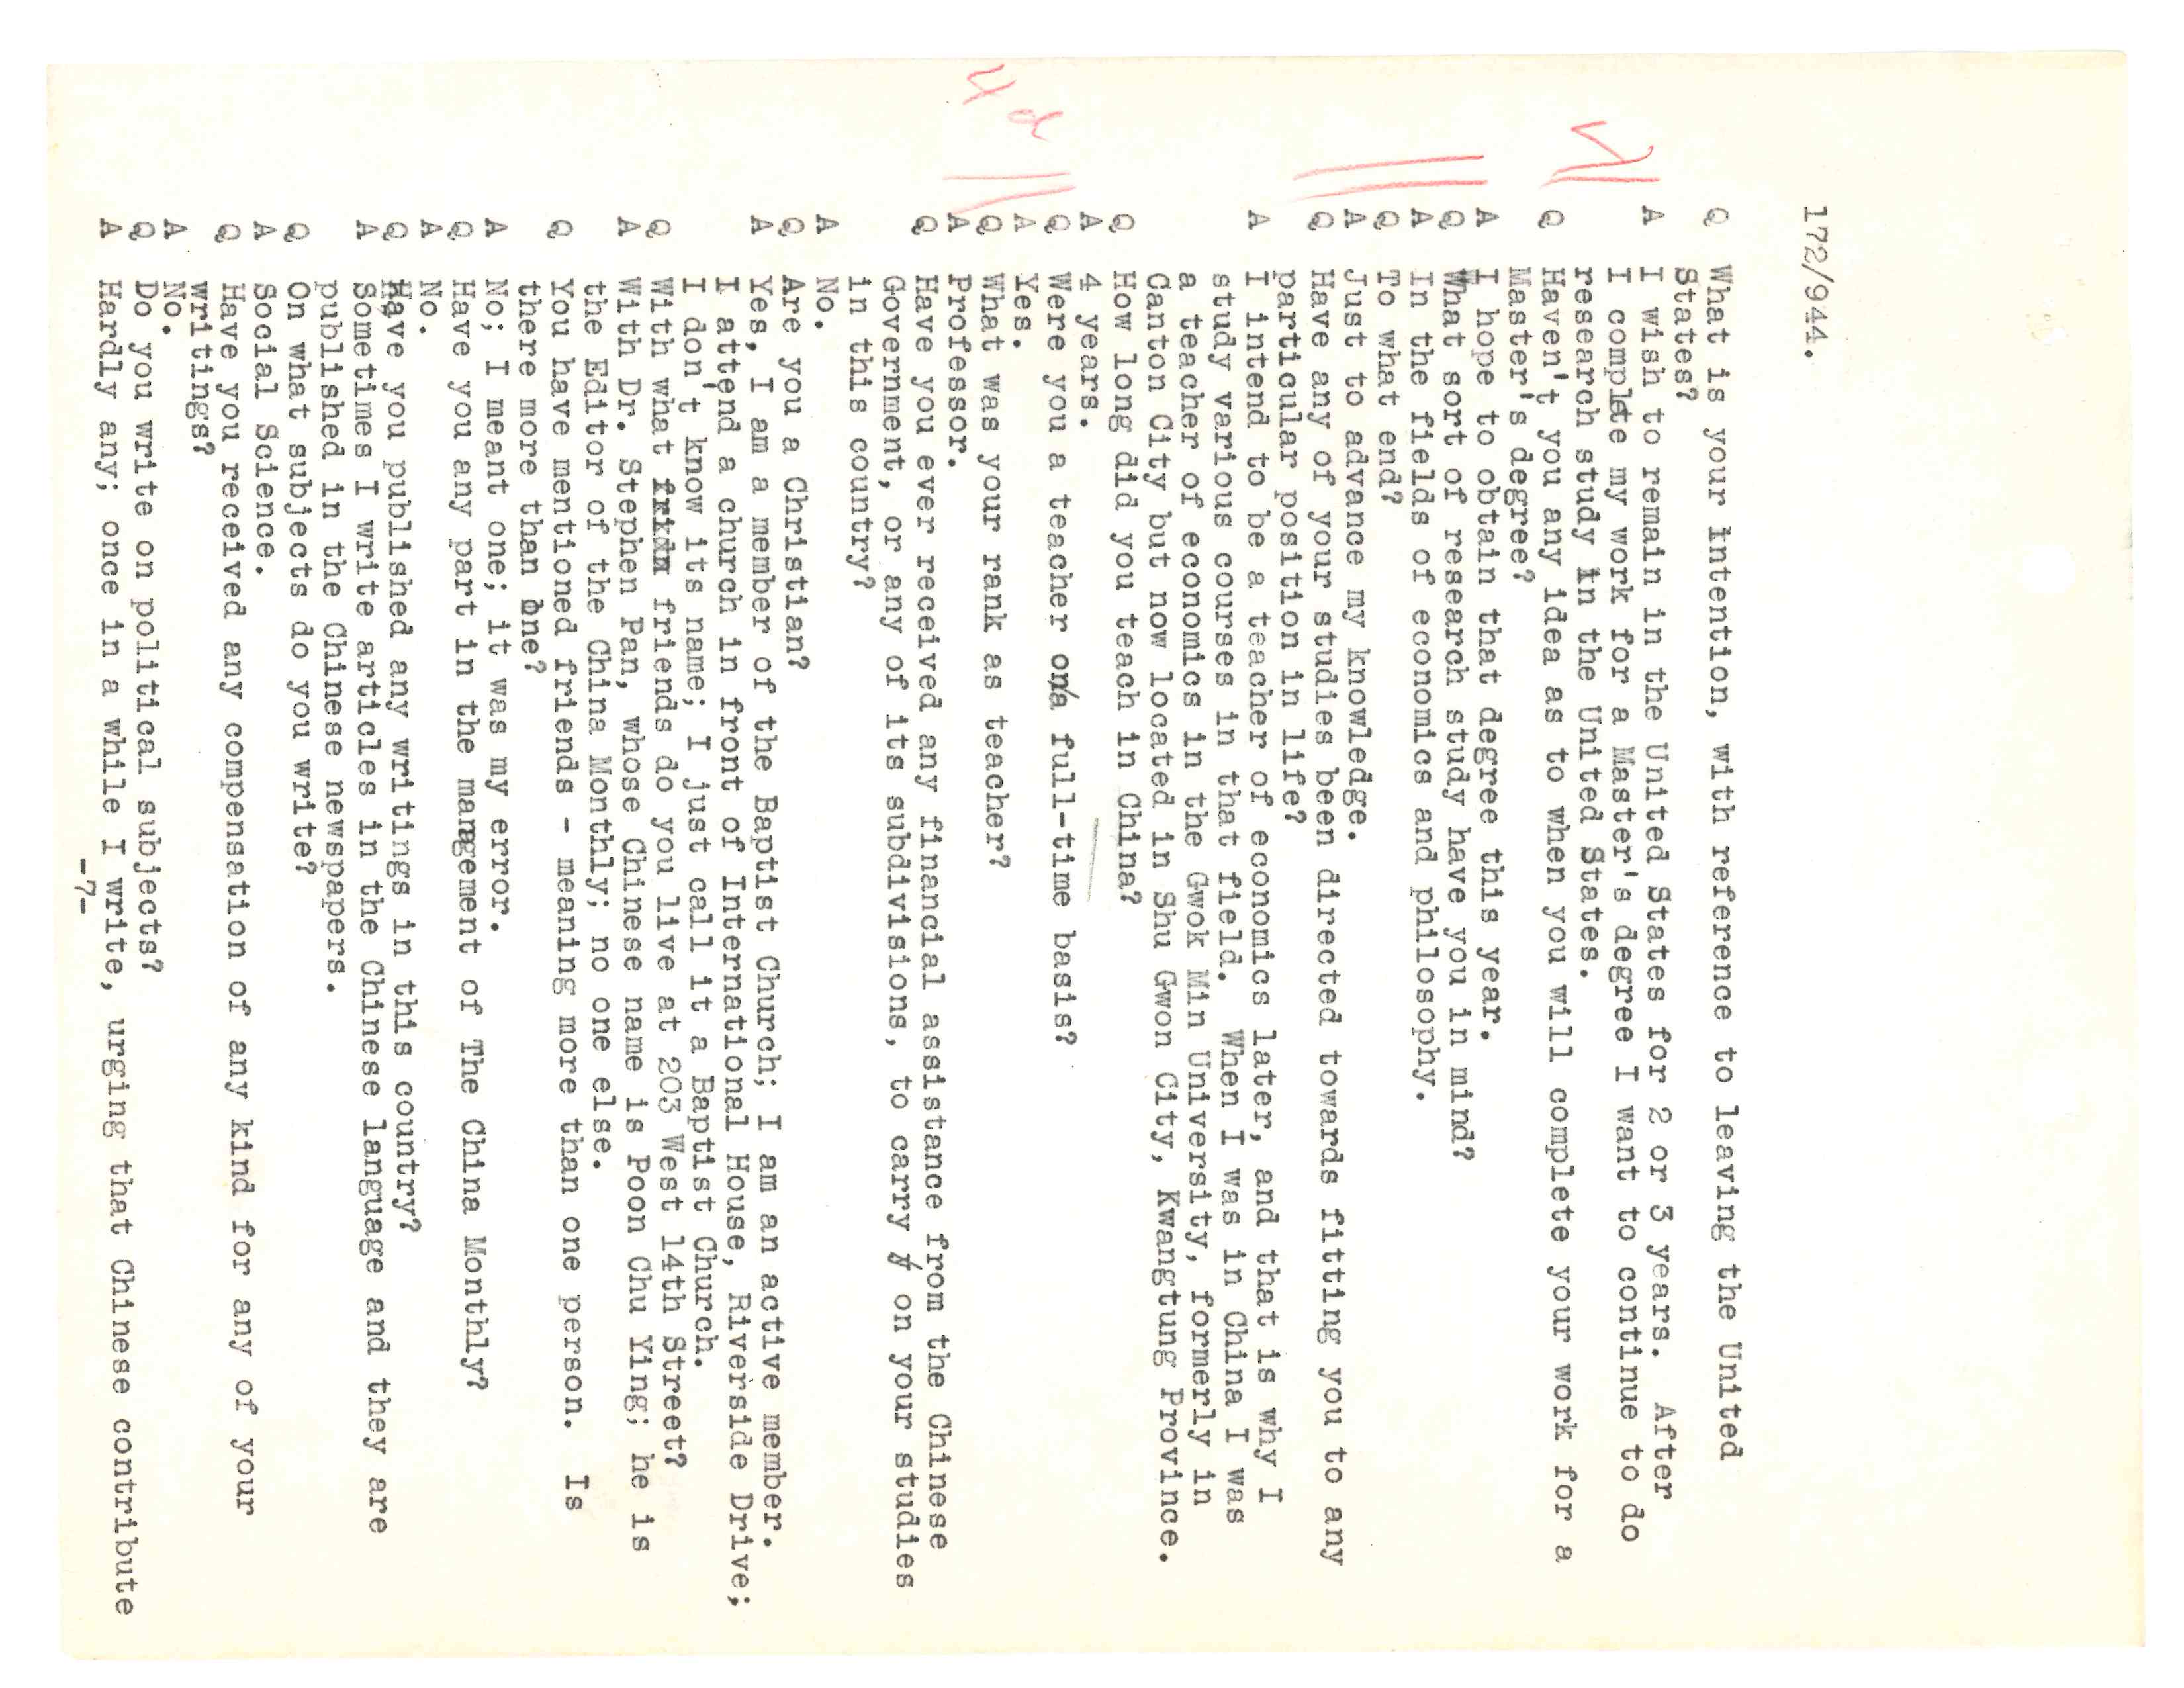 172/944.
Q What is your intention, with reference to leaving the United
States?
A I wish to remain in the United States for 2 or 3 years. After
I complete my work for a Master's degree I want to continue to do
research study in the United States.
Q Haven't you any idea as to when you will complete your work for a
Master's degree?
A I hope to obtain that degree this year.
Q What sort of research study have you in mind?
A In the fields of economics and philosophy.
Q To what end?
A Just to advance my knowledge.
Q Have any of your studies been directed towards fitting you to any
particular position in life?
A I intend to be a teacher of economics later, and that is why I
study various courses in that field. When I was in China I was
a teacher of economics in the Gwok Min University, formerly in
Canton City but now located in Shu Gwon City, Kwangtung Province.
Q How long did you teach in China?
A 4 years.
Q Were you a teacher on/a full-time basis?
A Yes.
Q What was your rank as teacher?
A Professor.
Q Have you ever received any financial assistance from the Chinese
Government, or any of its subdivisions, to carry on your studies
in this country?
A No.
Q Are you a Christian?
A Yes, I am a member of the Baptist Church; I am an active member.
I attend a church in front of International House, Riverside Drive;
I don't know its name; I just call it a Baptist Church.
Q With what friends do you live at 203 West 14th Street?
A With Dr. Stephen Pan, whose Chinese name is Poon Chu Ying; he is
the Editor of the China Monthly; no one else.
Q You have mentioned friends - meaning more than one person. Is
there more than one?
A No; I meant one; it was my error.
Q Have you any part in the management of The China Monthly?
A No.
Q Have you published any writings in this country?
A Sometimes I write articles in the Chinese language and they are
published in the Chinese newspapers.
Q On what subjects do you write?
A Social Science.
Q Have you received any compensation of any kind for any of your
writings?
A No.
Q Do you write on political subjects?
A Hardly any; once in a while I write, urging that Chinese contribute
-7-